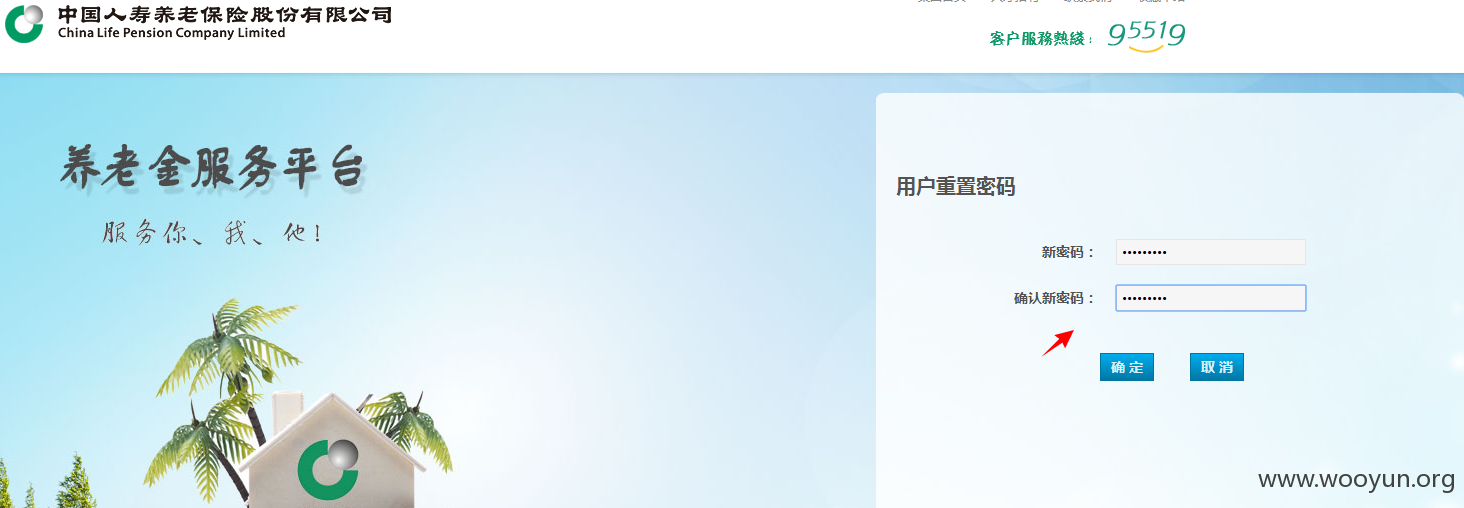 中国人寿养老保险股份有限公司
China Life Pension Company Limited
客户服務熱綫：
95519
养老金服务平台
服务你、我、他！
用户重置密码
新密码：
确认新密码：
确 定
取 消
www.wooyun.org